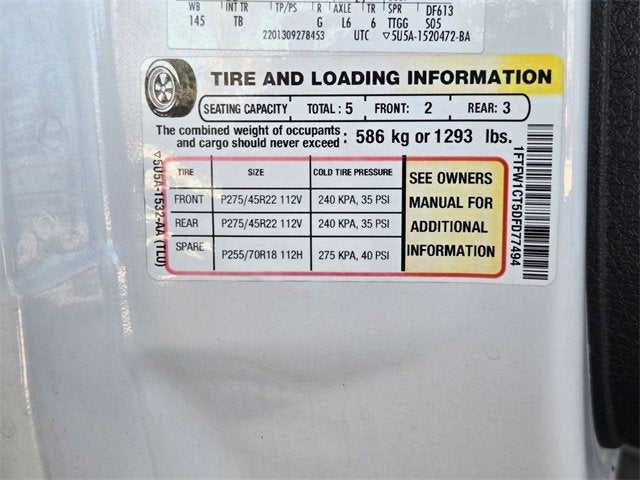 WB INT TR TP/PS R AXLE TR SPR DF613
145 TB G L6 6 TTGG S05
2201309278453 UTC ▽5U5A-1520472-BA
TIRE AND LOADING INFORMATION
SEATING CAPACITY TOTAL : 5 FRONT: 2 REAR: 3
The combined weight of occupants
and cargo should never exceed : 586 kg or 1293 lbs.
TIRE SIZE COLD TIRE PRESSURE
FRONT P275/45R22 112V 240 KPA, 35 PSI
REAR P275/45R22 112V 240 KPA, 35 PSI
SPARE P255/70R18 112H 275 KPA, 40 PSI
SEE OWNERS
MANUAL FOR
ADDITIONAL
INFORMATION
▽5U5A-1532-AA (TLU)
1FTFW1CT5DFD77494